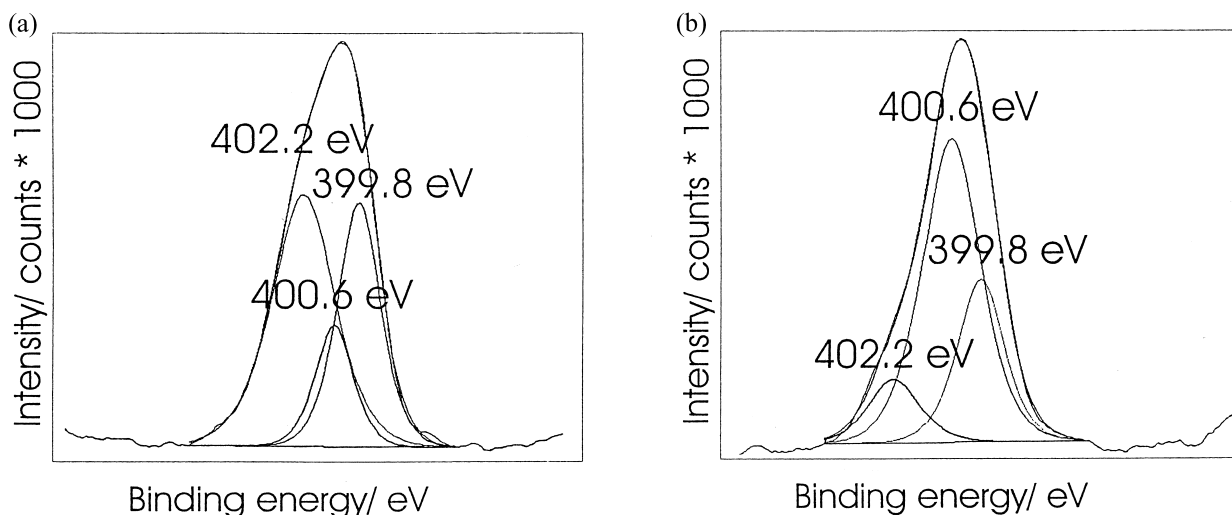 (a)
Intensity/ counts * 1000
402.2 eV
399.8 eV
400.6 eV
Binding energy/ eV
(b)
Intensity/ counts * 1000
400.6 eV
399.8 eV
402.2 eV
Binding energy/ eV